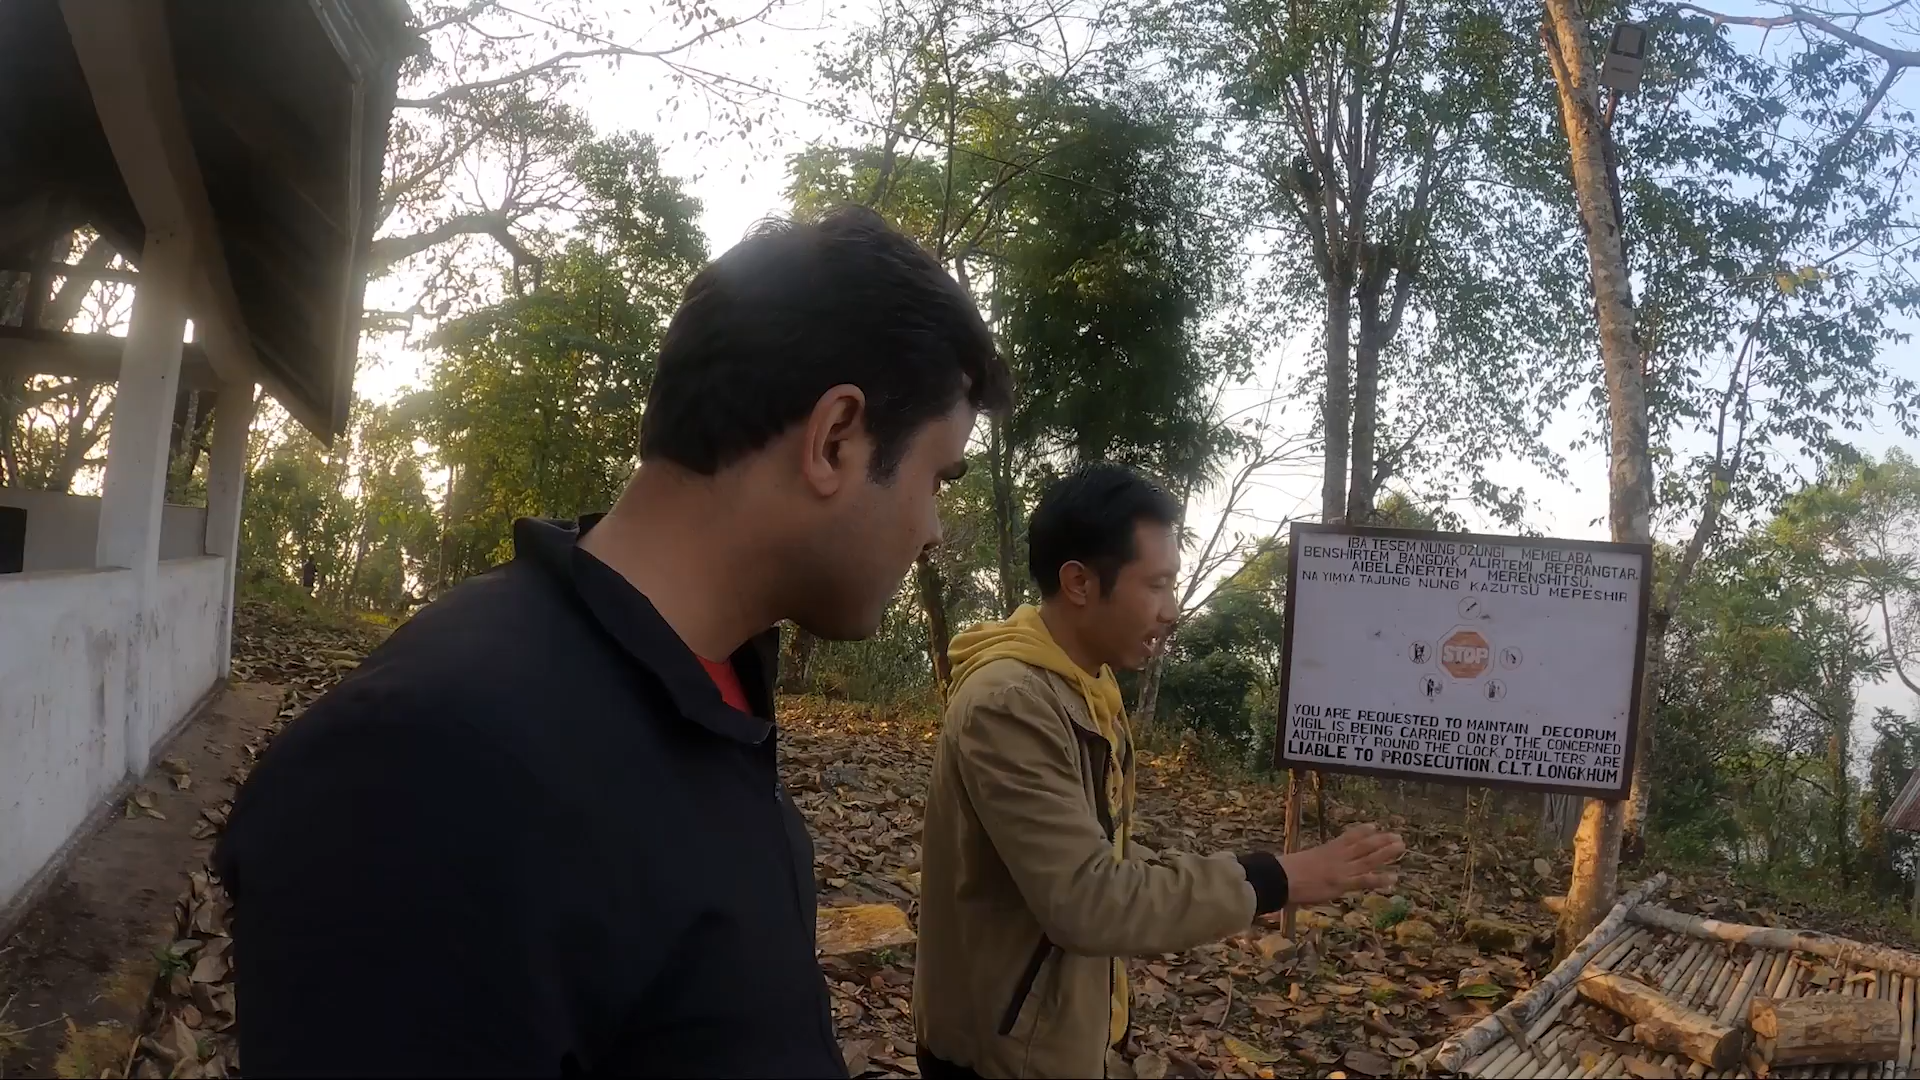 IBA TESEM NUNG DZUNGI MEMELABA
BENSHIRTEM BANGDAK ALIRTEMI REPRANGTAR.
AIBELENERTEM MERENSHITSU.
NA YIMYA TAJUNG NUNG KAZUTSU MEPESHIR
STOP
YOU ARE REQUESTED TO MAINTAIN DECORUM
VIGIL IS BEING CARRIED ON BY THE CONCERNED
AUTHORITY ROUND THE CLOCK. DIFAULTERS ARE
LIABLE TO PROSECUTION. C.L.T. LONGKHUM